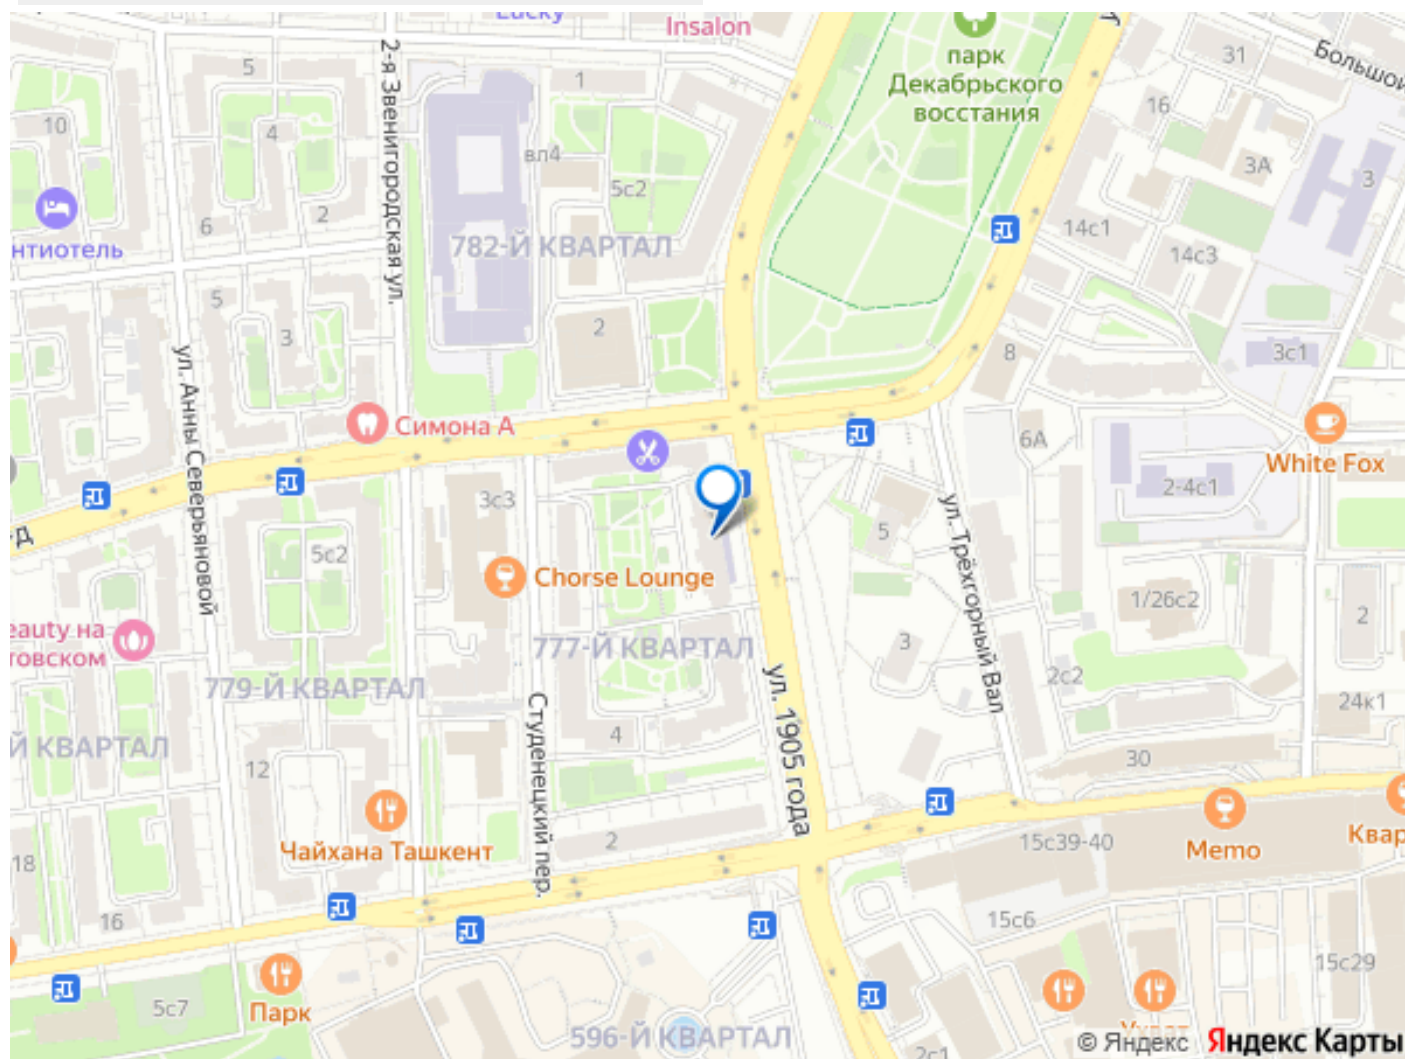 Lucky
Insalon
2-я Звенигородская ул.
парк
Декабрьского
восстания
31
Большой
5
1
10
4
16
вл4
3А
3
5с2
6
2
14с1
нтиотель
782-Й КВАРТАЛ
14с3
5
3
2
ул. Анны Северьяновой
8
3с1
Симона А
6А
White Fox
3с3
2-4с1
-д
5с2
5
ул. Трёхгорный Вал
Chorse Lounge
1/26с2
2
eauty на
товском
777-Й КВАРТАЛ
3
779-Й КВАРТАЛ
2с2
ул. 1905 года
Студенецкий пер.
24к1
Й КВАРТАЛ
4
12
30
Чайхана Ташкент
2
15с39-40
Memo
Квар
18
16
15с6
15с29
5с7
Парк
596-Й КВАРТАЛ
2с1
© Яндекс Яндекс Карты